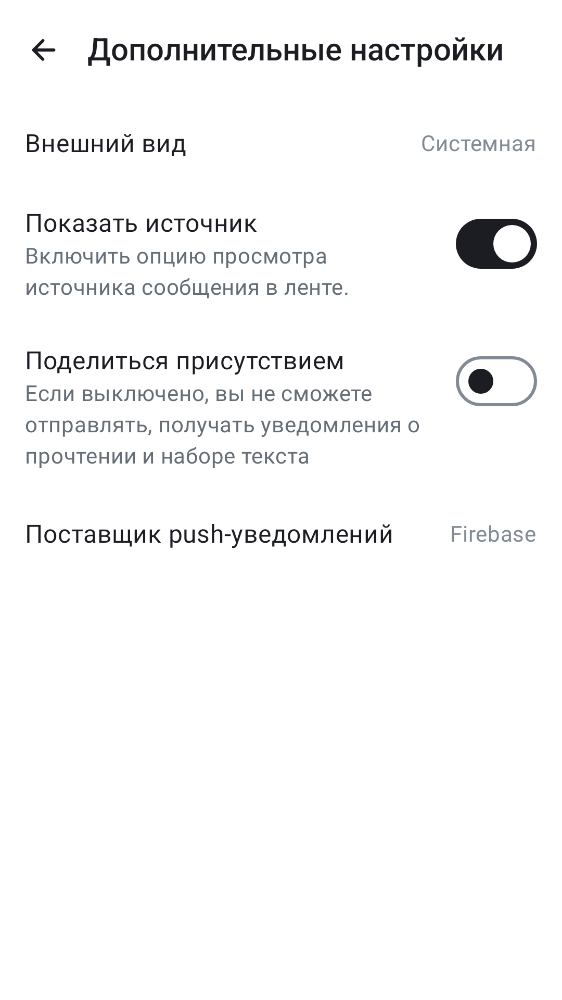 Дополнительные настройки
Внешний вид
Системная
Показать источник
Включить опцию просмотра
источника сообщения в ленте.
Поделиться присутствием
Если выключено, вы не сможете
отправлять, получать уведомления о
прочтении и наборе текста
Поставщик push-уведомлений
Firebase